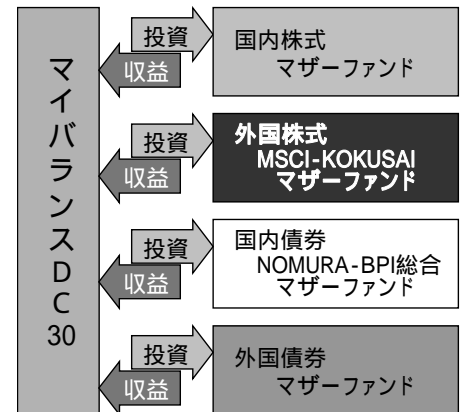 マイバランスDC30
投資
収益
国内株式
マザーファンド
投資
収益
外国株式
MSCI-KOKUSAI
マザーファンド
投資
収益
国内債券
NOMURA-BPI総合
マザーファンド
投資
収益
外国債券
マザーファンド